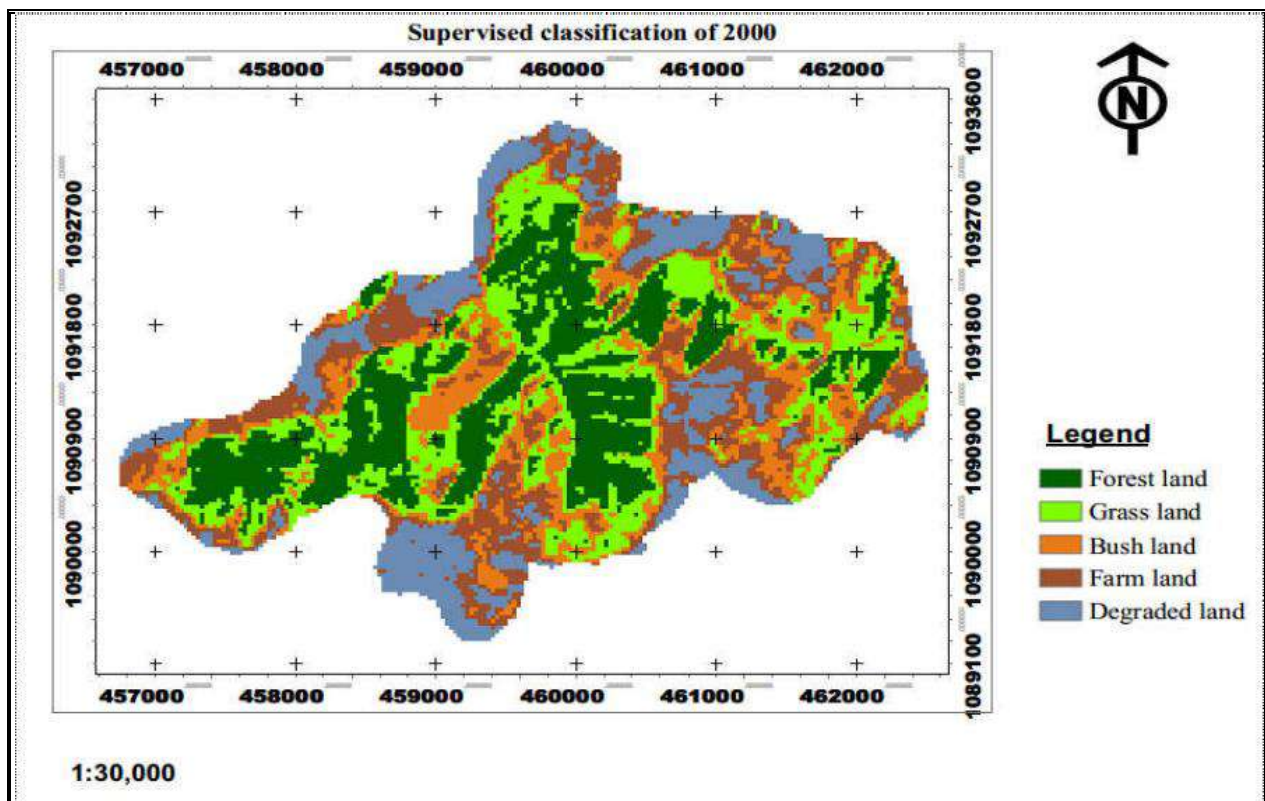 Supervised classification of 2000
457000 458000 459000 460000 461000 462000
N
1093600
1092700 1092700
1091800 1091800
1090900 1090900
1090000 1090000
1089100
457000 458000 459000 460000 461000 462000
Legend
Forest land
Grass land
Bush land
Farm land
Degraded land
1:30,000